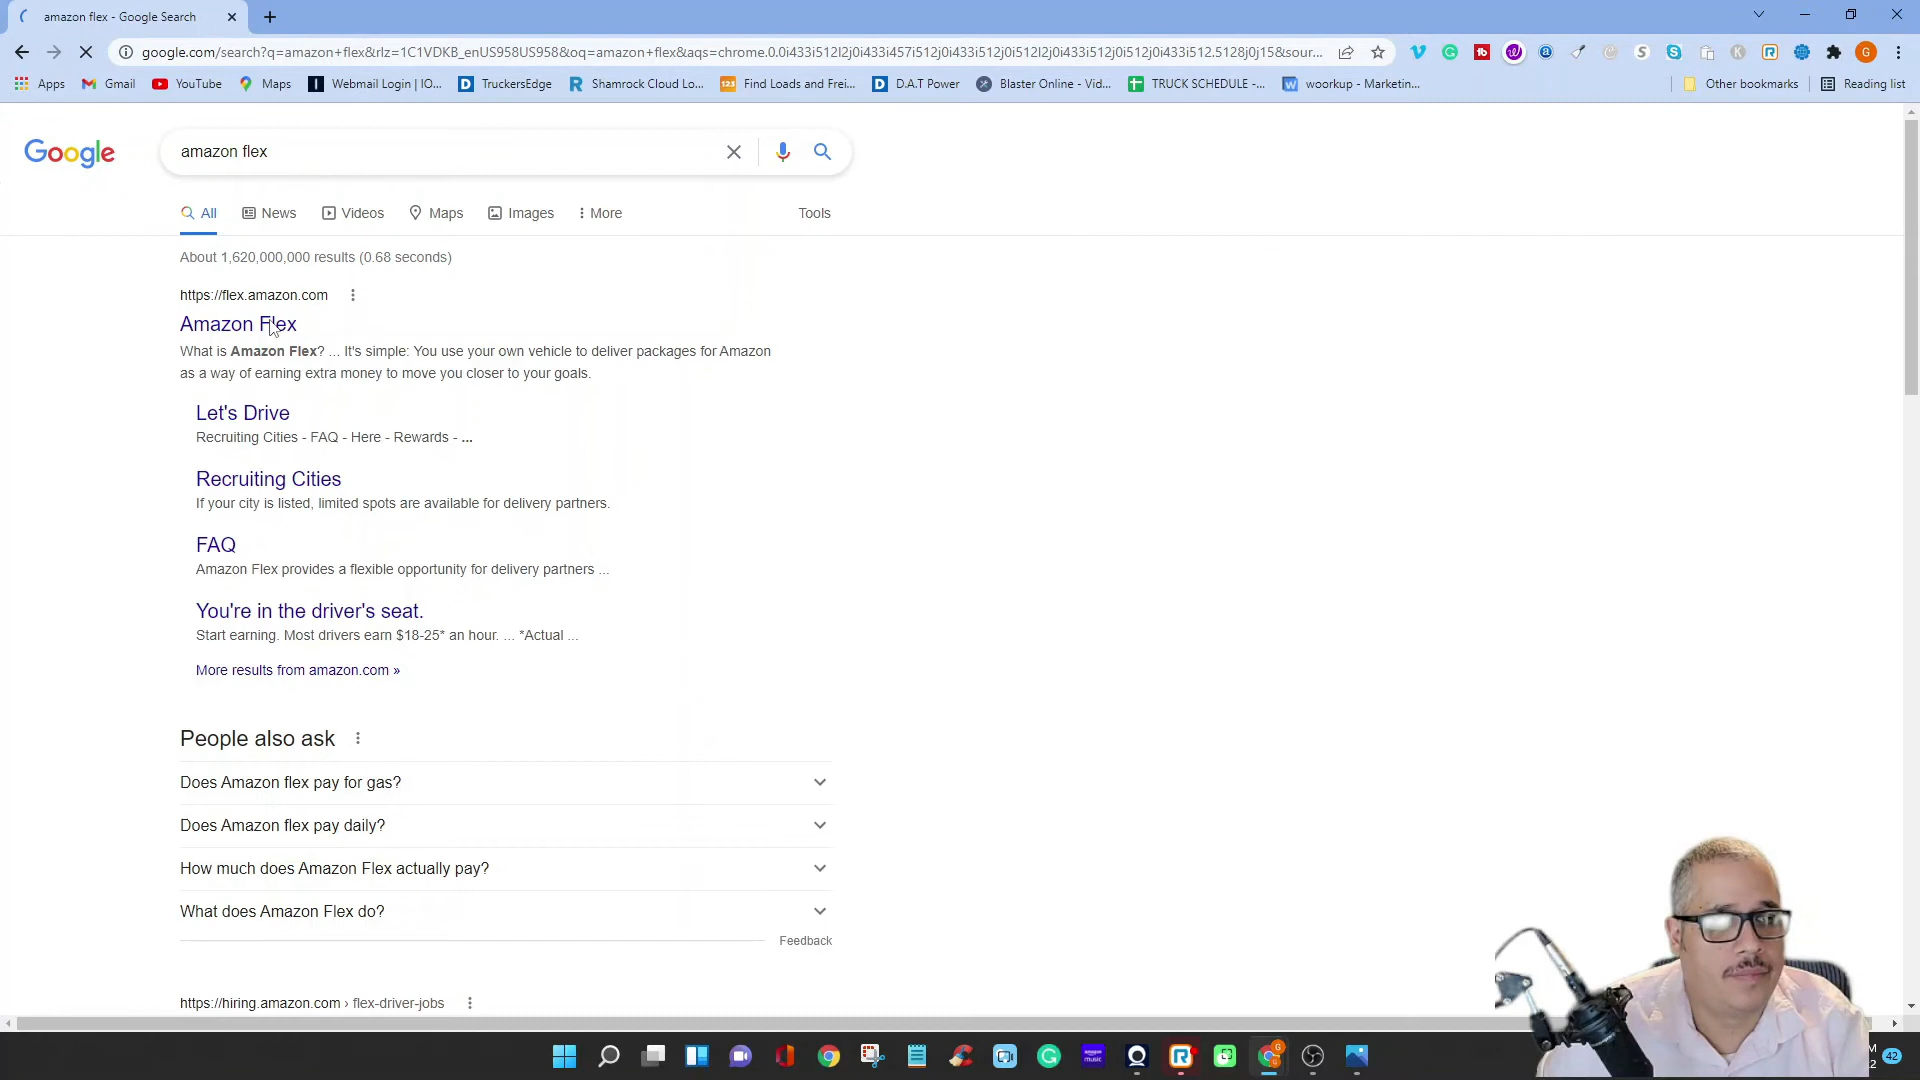 amazon flex - Google Search
google.com/search?q=amazon+flex&rlz=1C1VDKB_enUS958US958&oq=amazon+flex&aqs=chrome.0.0i433i512l2j0i433i457i512j0i433i512j0i512l2j0i433i512j0i512j0i433i512.5128j0j15&sour...
Apps Gmail YouTube Maps Webmail Login | IO... TruckersEdge Shamrock Cloud Lo... Find Loads and Frei... D.A.T Power Blaster Online - Vid... TRUCK SCHEDULE -... woorkup - Marketin... Other bookmarks Reading list
Google amazon flex
All News Videos Maps Images More Tools
About 1,620,000,000 results (0.68 seconds)
https://flex.amazon.com
Amazon Flex
What is Amazon Flex? ... It's simple: You use your own vehicle to deliver packages for Amazon
as a way of earning extra money to move you closer to your goals.
Let's Drive
Recruiting Cities - FAQ - Here - Rewards - ...
Recruiting Cities
If your city is listed, limited spots are available for delivery partners.
FAQ
Amazon Flex provides a flexible opportunity for delivery partners ...
You're in the driver's seat.
Start earning. Most drivers earn $18-25* an hour. ... *Actual ...
More results from amazon.com »
People also ask
Does Amazon flex pay for gas?
Does Amazon flex pay daily?
How much does Amazon Flex actually pay?
What does Amazon Flex do?
Feedback
https://hiring.amazon.com › flex-driver-jobs
42